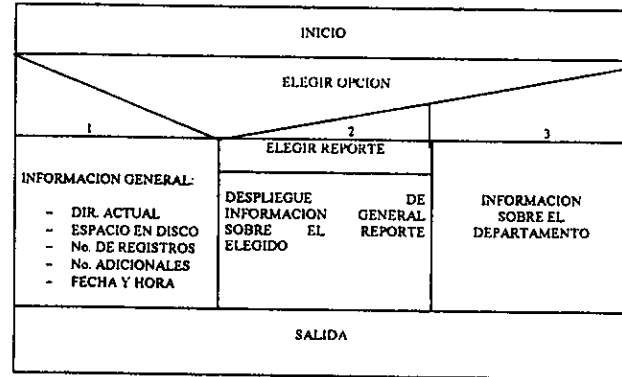 INICIO
ELEGIR OPCION
1 2 3
ELEGIR REPORTE
INFORMACION GENERAL:
- DIR. ACTUAL
- ESPACIO EN DISCO
- No. DE REGISTROS
- No. ADICIONALES
- FECHA Y HORA
DESPLIEGUE DE
INFORMACION GENERAL
SOBRE EL REPORTE
ELEGIDO
INFORMACION
SOBRE EL
DEPARTAMENTO
SALIDA